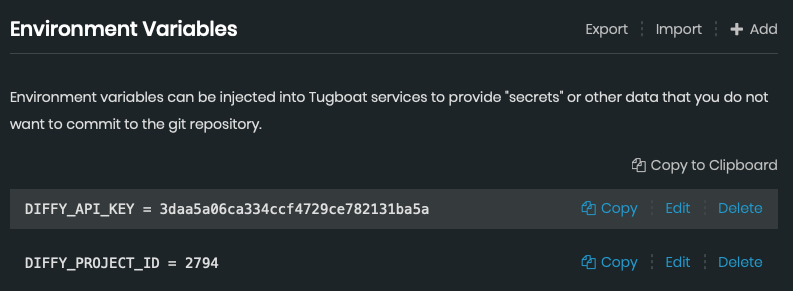 Environment Variables
Export Import Add
Environment variables can be injected into Tugboat services to provide "secrets" or other data that you do not
want to commit to the git repository.
Copy to Clipboard
DIFFY_API_KEY = 3daa5a06ca334ccf4729ce782131ba5a Copy Edit Delete
DIFFY_PROJECT_ID = 2794 Copy Edit Delete